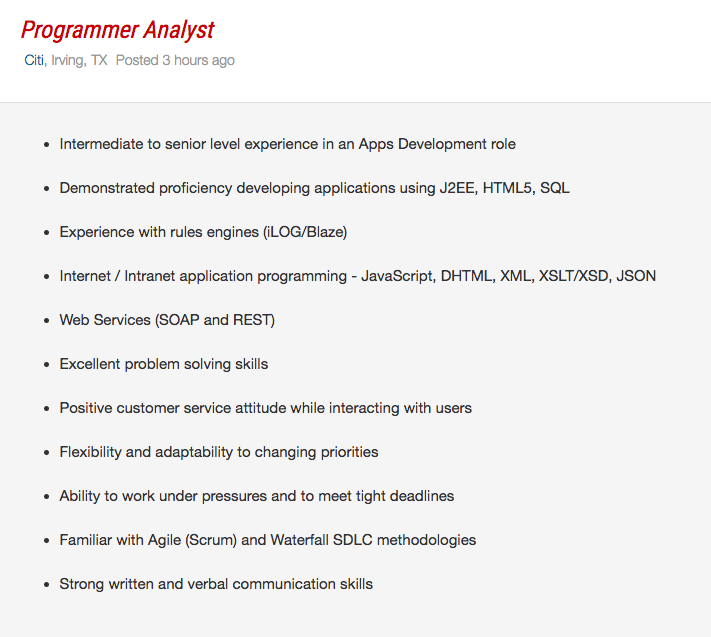 Programmer Analyst
Citi, Irving, TX Posted 3 hours ago
• Intermediate to senior level experience in an Apps Development role
• Demonstrated proficiency developing applications using J2EE, HTML5, SQL
• Experience with rules engines (iLOG/Blaze)
• Internet / Intranet application programming - JavaScript, DHTML, XML, XSLT/XSD, JSON
• Web Services (SOAP and REST)
• Excellent problem solving skills
• Positive customer service attitude while interacting with users
• Flexibility and adaptability to changing priorities
• Ability to work under pressures and to meet tight deadlines
• Familiar with Agile (Scrum) and Waterfall SDLC methodologies
• Strong written and verbal communication skills